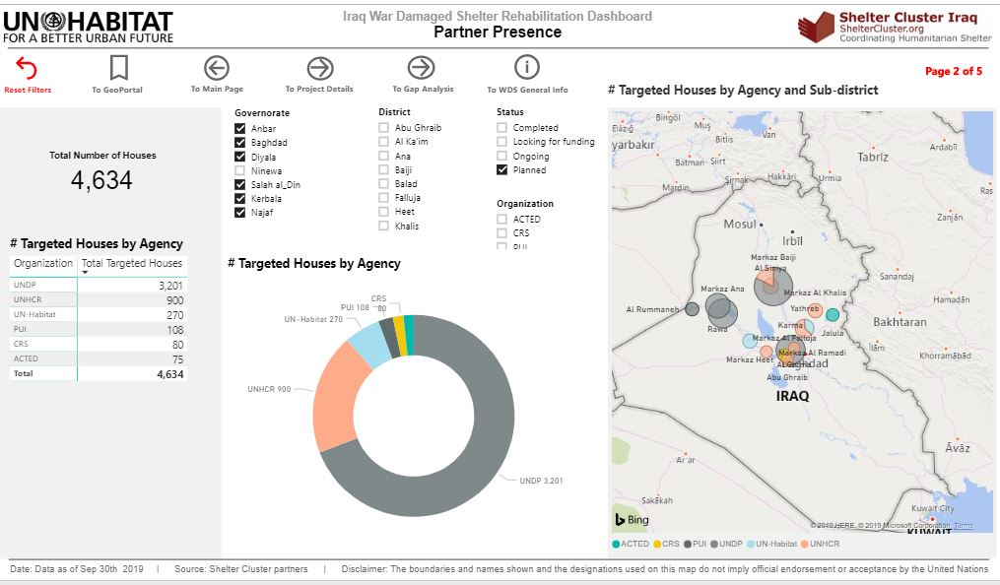 UN HABITAT
FOR A BETTER URBAN FUTURE
Iraq War Damaged Shelter Rehabilitation Dashboard
Partner Presence
Shelter Cluster Iraq
ShelterCluster.org
Coordinating Humanitarian Shelter
Reset Filters
To GeoPortal
To Main Page
To Project Details
To Gap Analysis
To WDS General Info
Page 2 of 5
Total Number of Houses
4,634
# Targeted Houses by Agency
Organization Total Targeted Houses
UNDP 3,201
UNHCR 900
UN-Habitat 270
PUI 108
CRS 80
ACTED 75
Total 4,634
Governorate
Anbar
Baghdad
Diyala
Ninewa
Salah al_Din
Kerbala
Najaf
District
Abu Ghraib
Al Ka'im
Ana
Baiji
Balad
Falluja
Heet
Khalis
Status
Completed
Looking for funding
Ongoing
Planned
Organization
ACTED
CRS
PUI
# Targeted Houses by Agency
CRS
80
PUI 108
UN-Habitat 270
UNHCR 900
UNDP 3,201
# Targeted Houses by Agency and Sub-district
Bingöl
Elâzığ
Muş
Van
Bitlis
yarbakır
Batman
Siirt
Tabrīz
Ardabīl
Mardin
Şırnak
Hakkâri
Urmia
Ras
Zanjān
Mosul
Irbīl
Markaz Baiji
Al Siniya
Sanandaj
Markaz Ana
Markaz Al Khalis
Hamadān
Al Rummaneh
Yathreb
Rawa
Karma
Jalula
Bakhtaran
Markaz Al Falluja
Īlām
Khorramābād
Markaz Al Ramadi
Markaz Heet
Abu Ghraib
IRAQ
Āvāz
Ar'ar
Sakākah
Kuwait City
KUWAIT
Bing
© 2019 HERE, © 2019 Microsoft Corporation Terms
ACTED CRS PUI UNDP UN-Habitat UNHCR
Date: Data as of Sep 30th 2019 | Source: Shelter Cluster partners | Disclaimer: The boundaries and names shown and the designations used on this map do not imply official endorsement or acceptance by the United Nations